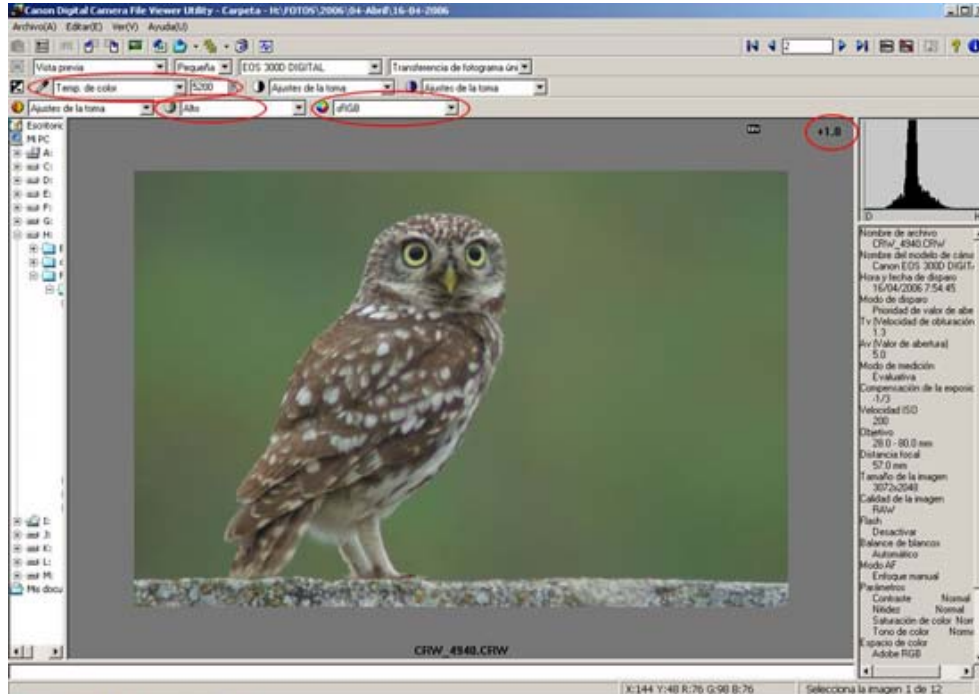 Canon Digital Camera File Viewer Utility - Carpeta - H:\FOTOS\2006\04-Abril\16-04-2006
Archivo(A) Editar(E) Ver(V) Ayuda(U)
2
Vista previa Pequeña EOS 300D DIGITAL Transferencia de fotograma úni
Temp. de color 5200 Ajustes de la toma Ajustes de la toma
Ajustes de la toma Alto sRGB
Escritoric
Mi PC
A:
C:
D:
E:
F:
G:
H:
I:
J:
K:
L:
M:
Mis docu
+1.0
CRW_4940.CRW
D
H
Nombre de archivo
CRW_4940.CRW
Nombre del modelo de cáma
Canon EOS 300D DIGIT
Hora y fecha de disparo
16/04/2006 7:54:45
Modo de disparo
Prioridad de valor de abe
Tv (Velocidad de obturación
1.3
Av (Valor de abertura)
5.0
Modo de medición
Evaluativa
Compensación de la exposic
-1/3
Velocidad ISO
200
Objetivo
28.0 - 80.0 mm
Distancia focal
57.0 mm
Tamaño de la imagen
3072x2048
Calidad de la imagen
RAW
Flash
Desactivar
Balance de blancos
Automático
Modo AF
Enfoque manual
Parámetros
Contraste Normal
Nitidez Normal
Saturación de color Nor
Tono de color Norma
Espacio de color
Adobe RGB
X:144 Y:48 R:76 G:98 B:76 Selecciona la imagen 1 de 12